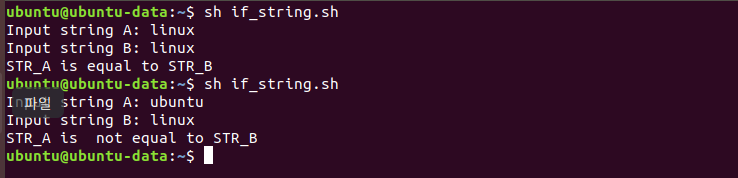 ubuntu@ubuntu-data:~$ sh if_string.sh
Input string A: linux
Input string B: linux
STR_A is equal to STR_B
ubuntu@ubuntu-data:~$ sh if_string.sh
Input string A: ubuntu
파일
Input string B: linux
STR_A is  not equal to STR_B
ubuntu@ubuntu-data:~$